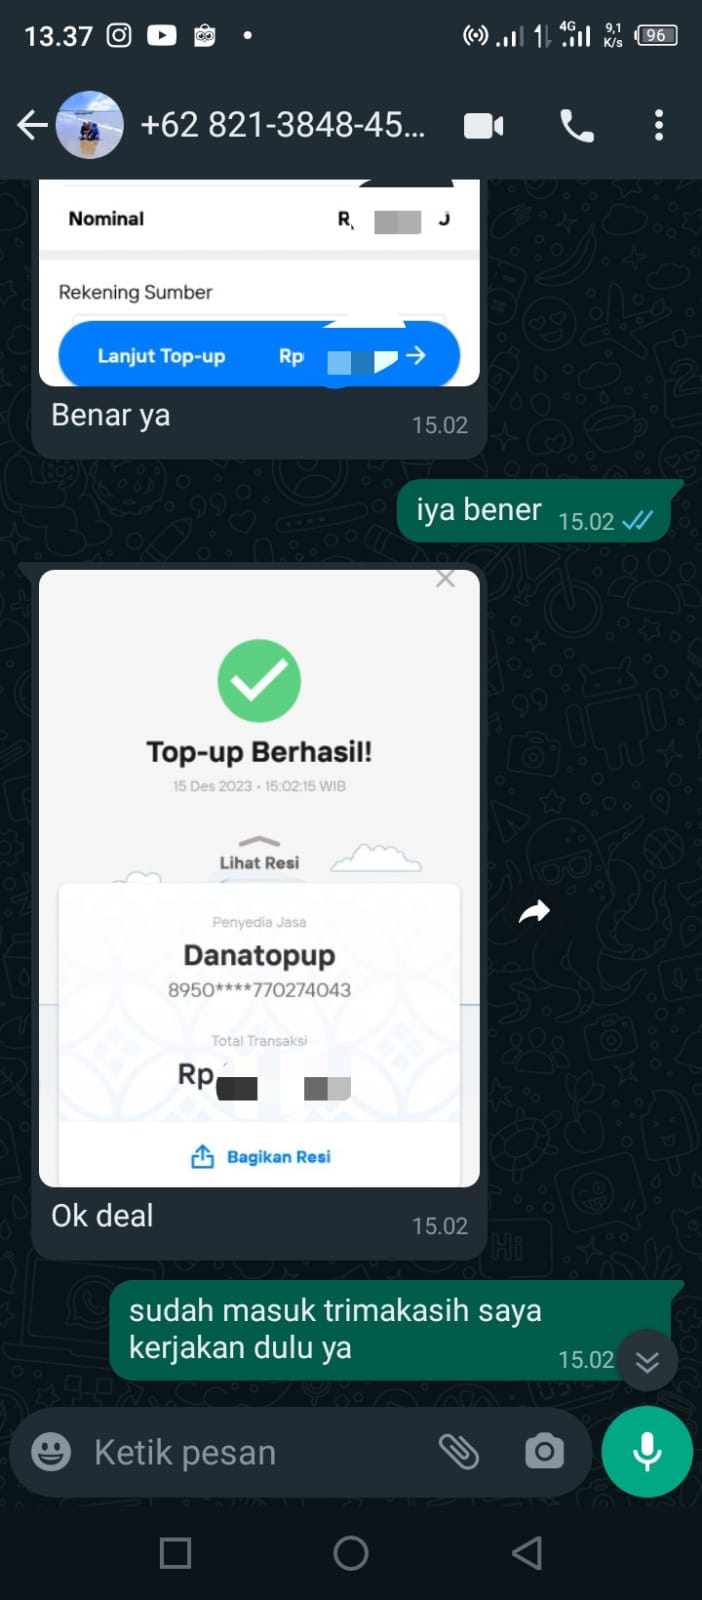 13.37
4G
9,1
K/s
96
+62 821-3848-45...
Nominal
R
Rekening Sumber
Lanjut Top-up Rp
Benar ya
15.02
iya bener 15.02
Top-up Berhasil!
15 Des 2023 • 15:02:15 WIB
Lihat Resi
Penyedia Jasa
Danatopup
8950****770274043
Total Transaksi
Rp
Bagikan Resi
Ok deal
15.02
sudah masuk trimakasih saya
kerjakan dulu ya
15.02
Ketik pesan